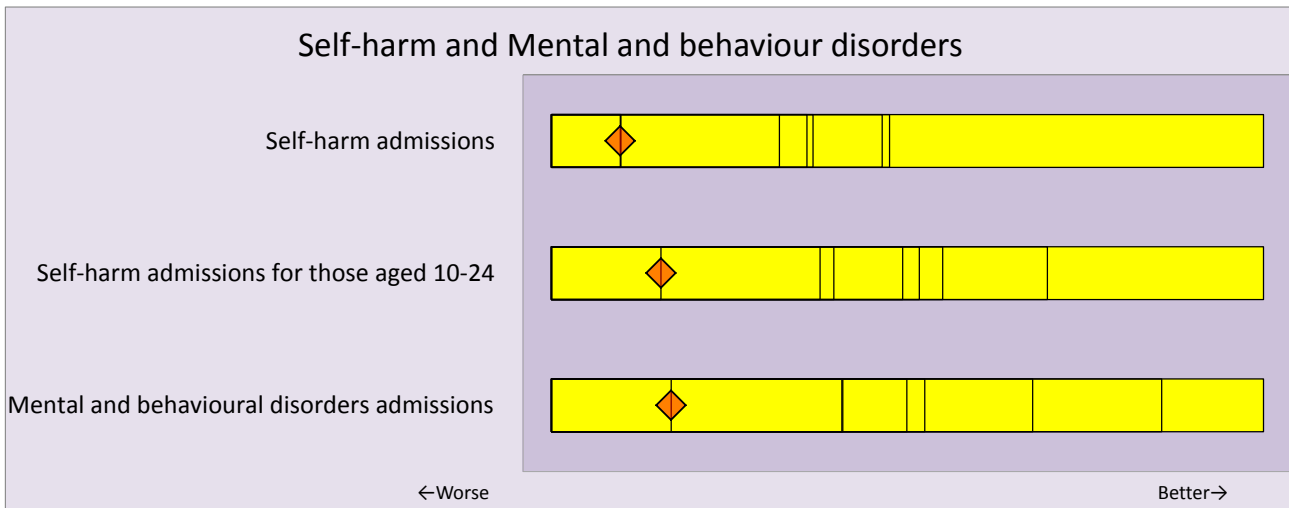 Self-harm and Mental and behaviour disorders
Self-harm admissions
Self-harm admissions for those aged 10-24
Mental and behavioural disorders admissions
←Worse
Better→